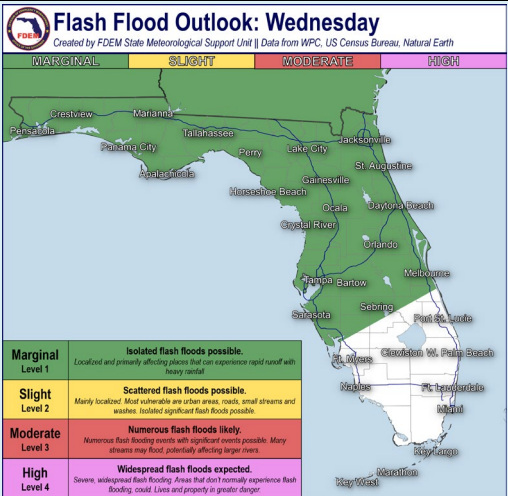 Flash Flood Outlook: Wednesday
FDEM
Created by FDEM State Meteorological Support Unit || Data from WPC, US Census Bureau, Natural Earth
MARGINAL SLIGHT MODERATE HIGH
Crestview
Marianna
Pensacola
Tallahassee
Jacksonville
Panama City
Perry
Lake City
Apalachicola
St. Augustine
Gainesville
Horseshoe Beach
Ocala
Daytona Beach
Crystal River
Orlando
Tampa
Bartow
Melbourne
Sebring
Sarasota
Port St. Lucie
Ft. Myers
Clewiston
W. Palm Beach
Naples
Ft. Lauderdale
Miami
Key Largo
Marathon
Key West
Marginal
Level 1
Isolated flash floods possible.
Localized and primarily affecting places that can experience rapid runoff with
heavy rainfall
Slight
Level 2
Scattered flash floods possible.
Mainly localized. Most vulnerable are urban areas, roads, small streams and
washes. Isolated significant flash floods possible.
Moderate
Level 3
Numerous flash floods likely.
Numerous flash flooding events with significant events possible. Many
streams may flood, potentially affecting larger rivers.
High
Level 4
Widespread flash floods expected.
Severe, widespread flash flooding. Areas that don't normally experience flash
flooding, could. Lives and property in greater danger.